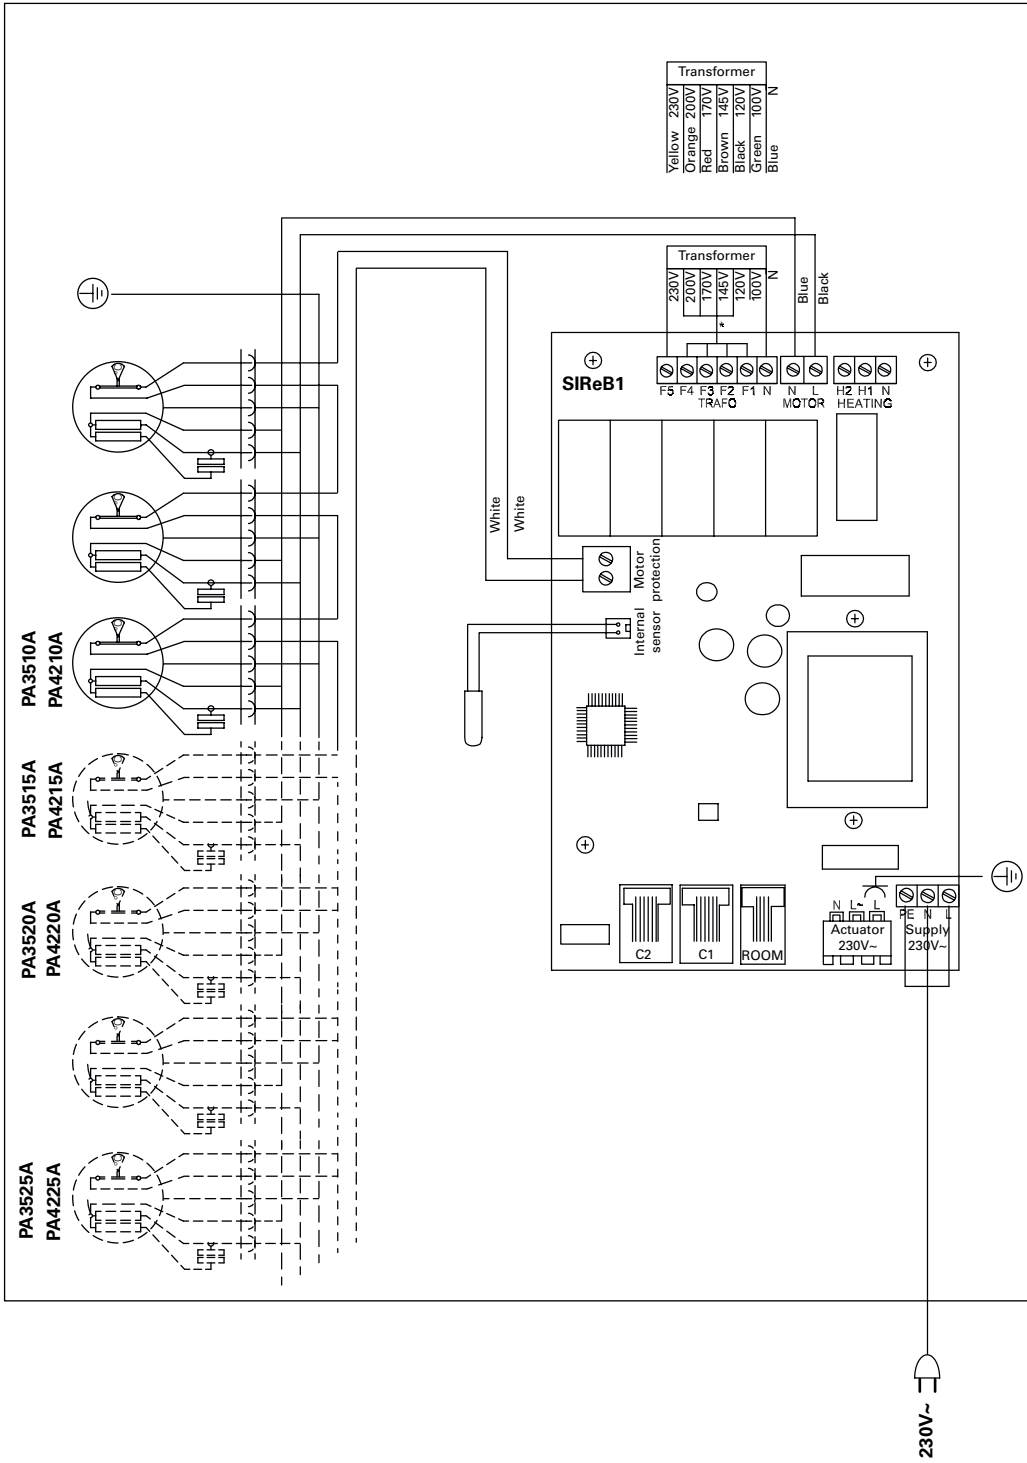 Transformer
Yellow 230V
Orange 200V
Red 170V
Brown 145V
Black 120V
Green 100V
Blue N
Transformer
230V
200V
170V
145V
120V
100V
N
*
Blue
Black
SIReB1
F5 F4 F3 F2 F1 N
TRAFO
N L
MOTOR
H2 H1 N
HEATING
White
White
Motor
protection
Internal
sensor
PA3510A
PA4210A
PA3515A
PA4215A
PA3520A
PA4220A
PA3525A
PA4225A
C2
C1
ROOM
N L~ L
Actuator
230V~
PE N L
Supply
230V~
230V~